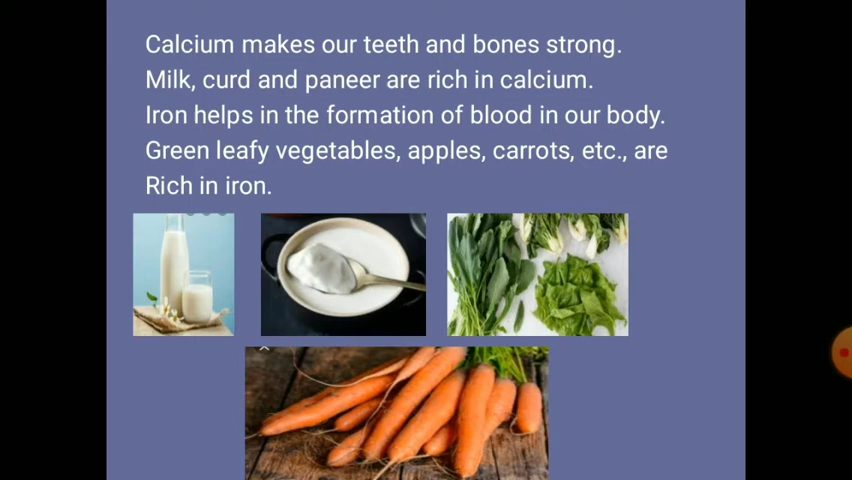 Calcium makes our teeth and bones strong.
Milk, curd and paneer are rich in calcium.
Iron helps in the formation of blood in our body.
Green leafy vegetables, apples, carrots, etc., are
Rich in iron.